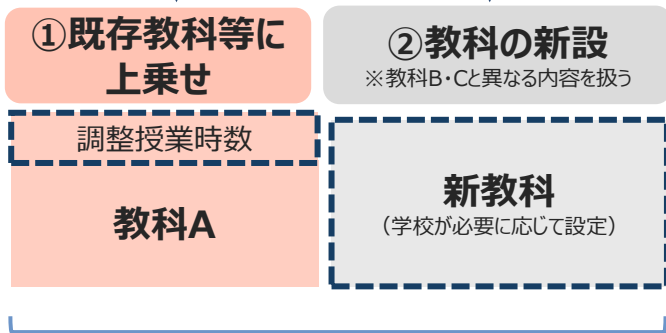 ①既存教科等に
上乗せ
②教科の新設
※教科B・Cと異なる内容を扱う
調整授業時数
教科A
新教科
（学校が必要に応じて設定）